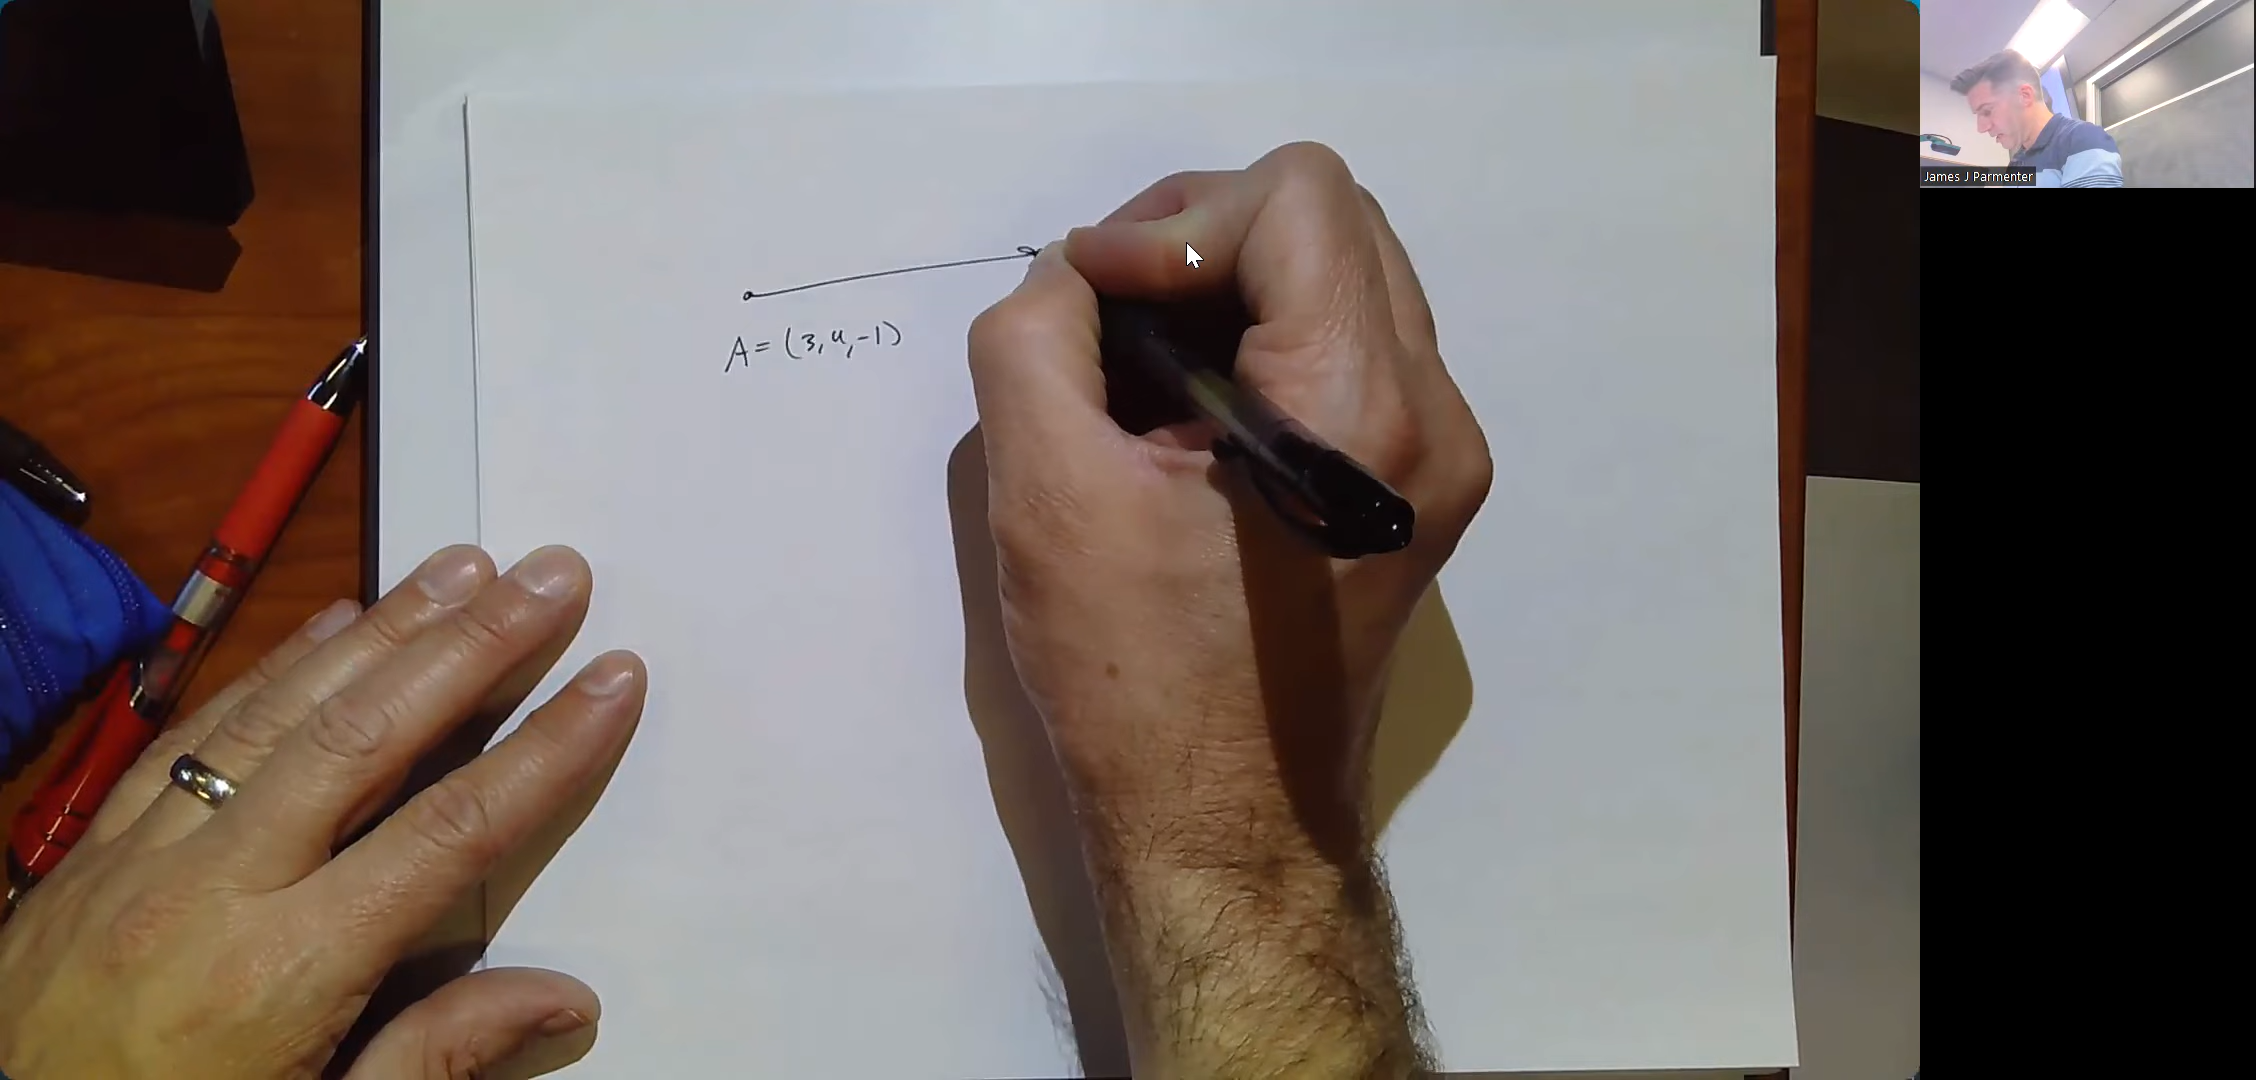 A = (3, 4, -1)
James J Parmenter